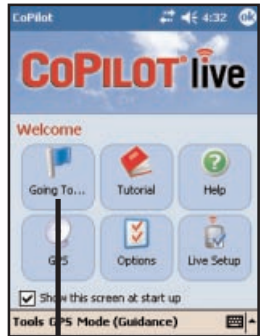 CoPilot 4:32 ok
CoPILOT live
Welcome
Going To... Tutorial Help
GPS Options Live Setup
Show this screen at start up
Tools GPS Mode (Guidance)